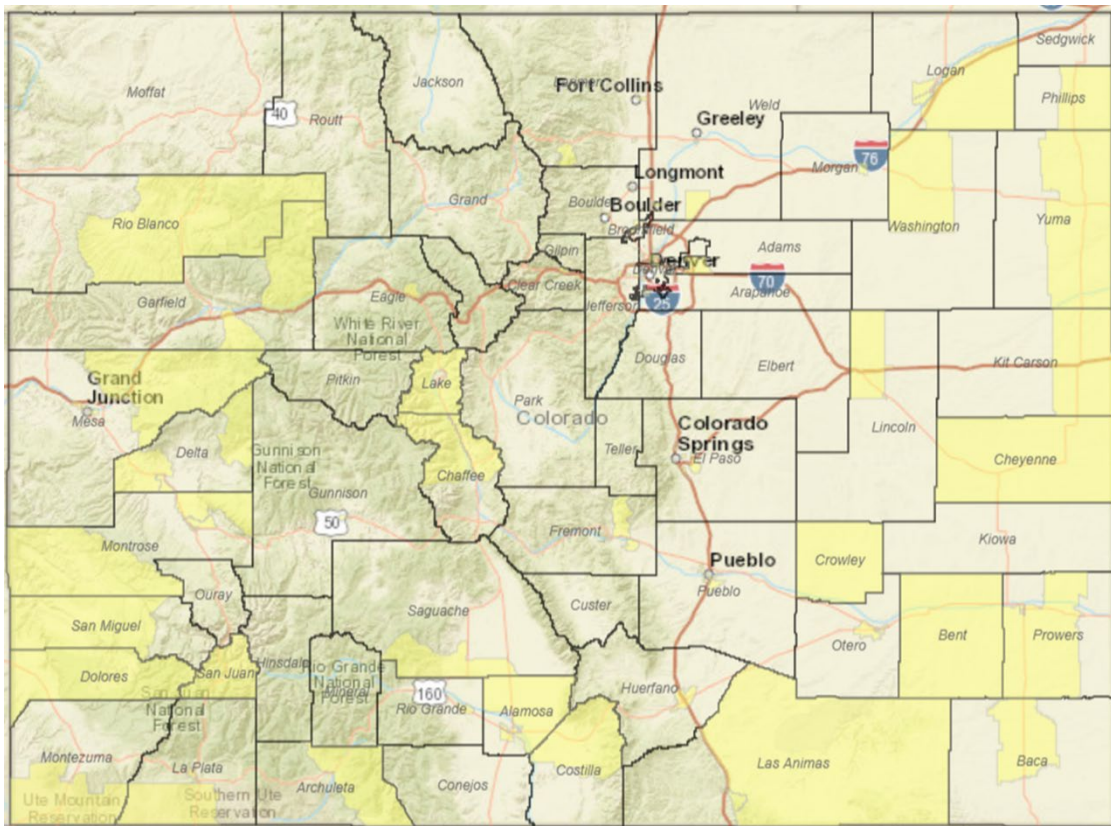 Sedgwick
Logan
Jackson
Moffat
Fort Collins
Weld
Phillips
40
Routt
Greeley
76
Morgan
Longmont
Grand
Boulder
Rio Blanco
Yuma
Washington
Gilpin
Adams
Denver
70
Clear Creek
Eagle
Garfield
Arapahoe
Jefferson
25
White River
National
Forest
Douglas
Elbert
Kit Carson
Pitkin
Lake
Grand
Junction
Mesa
Park
Colorado
Colorado
Springs
Lincoln
El Paso
Teller
Delta
Gunnison
National
Forest
Cheyenne
Chaffee
Gunnison
50
Fremont
Kiowa
Montrose
Pueblo
Crowley
Pueblo
Ouray
Custer
Saguache
San Miguel
Bent
Prowers
Otero
Hinsdale
San Juan
Dolores
Rio Grande
National
Forest
Mineral
Huerfano
160
San Juan
National
Forest
Rio Grande
Alamosa
Montezuma
La Plata
Costilla
Las Animas
Baca
Archuleta
Conejos
Ute Mountain
Reservation
Southern Ute
Reservation